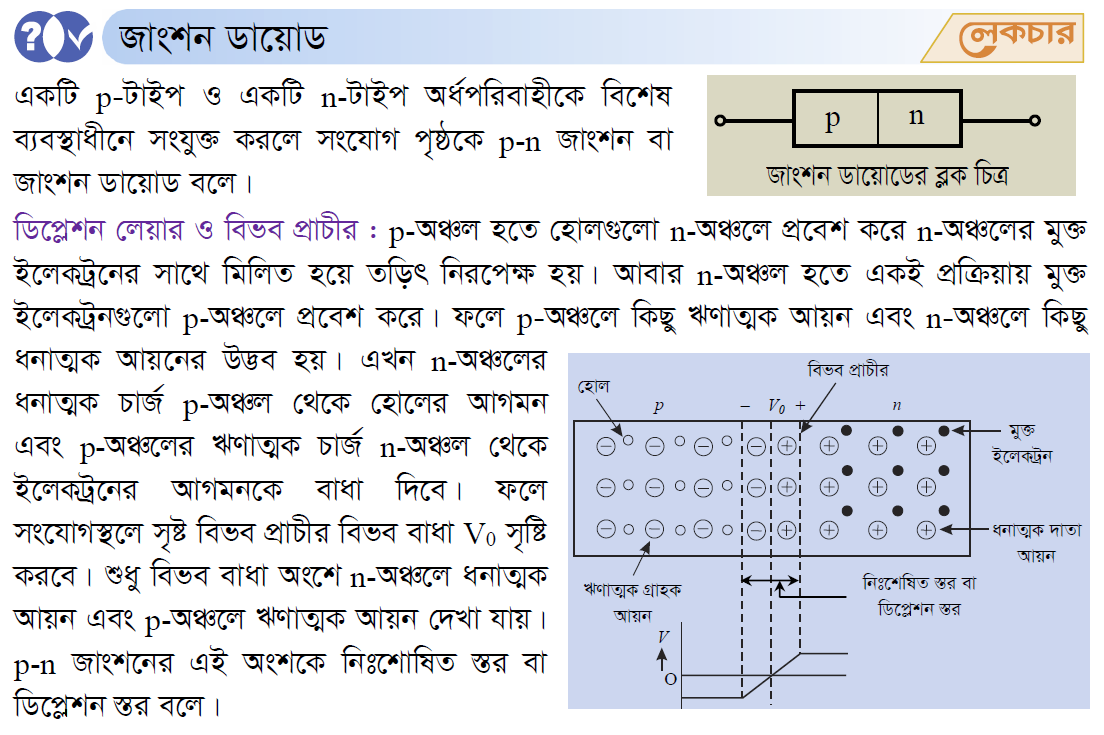 জাংশন ডায়োড
লেকচার
একটি p-টাইপ ও একটি n-টাইপ অর্ধপরিবাহীকে বিশেষ
ব্যবস্থাধীনে সংযুক্ত করলে সংযোগ পৃষ্ঠকে p-n জাংশন বা
জাংশন ডায়োড বলে।
p n
জাংশন ডায়োডের ব্লক চিত্র
ডিপ্লেশন লেয়ার ও বিভব প্রাচীর : p-অঞ্চল হতে হোলগুলো n-অঞ্চলে প্রবেশ করে n-অঞ্চলের মুক্ত
ইলেকট্রনের সাথে মিলিত হয়ে তড়িৎ নিরপেক্ষ হয়। আবার n-অঞ্চল হতে একই প্রক্রিয়ায় মুক্ত
ইলেকট্রনগুলো p-অঞ্চলে প্রবেশ করে। ফলে p-অঞ্চলে কিছু ঋণাত্মক আয়ন এবং n-অঞ্চলে কিছু
ধনাত্মক আয়নের উদ্ভব হয়। এখন n-অঞ্চলের
ধনাত্মক চার্জ p-অঞ্চল থেকে হোলের আগমন
এবং p-অঞ্চলের ঋণাত্মক চার্জ n-অঞ্চল থেকে
ইলেকট্রনের আগমনকে বাধা দিবে। ফলে
সংযোগস্থলে সৃষ্ট বিভব প্রাচীর বিভব বাধা V₀ সৃষ্টি
করবে। শুধু বিভব বাধা অংশে n-অঞ্চলে ধনাত্মক
আয়ন এবং p-অঞ্চলে ঋণাত্মক আয়ন দেখা যায়।
p-n জাংশনের এই অংশকে নিঃশোষিত স্তর বা
ডিপ্লেশন স্তর বলে।
বিভব প্রাচীর
হোল
p − V₀ + n
মুক্ত
ইলেকট্রন
ধনাত্মক দাতা
আয়ন
ঋণাত্মক গ্রাহক
আয়ন
নিঃশেষিত স্তর বা
ডিপ্লেশন স্তর
V
O